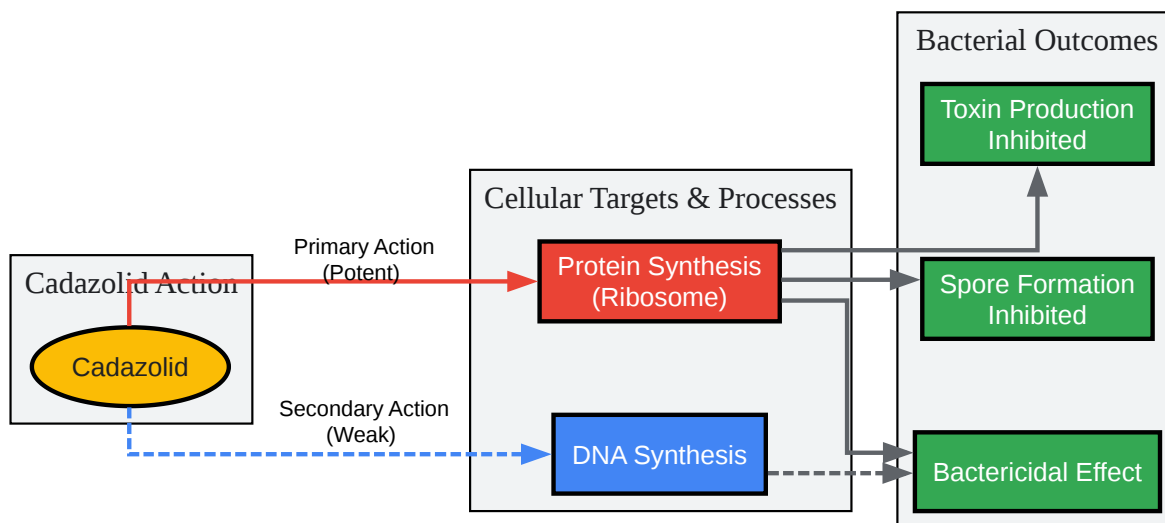 Cadazolid Action
Cadazolid
Primary Action
(Potent)
Secondary Action
(Weak)
Cellular Targets & Processes
Protein Synthesis
(Ribosome)
DNA Synthesis
Bacterial Outcomes
Toxin Production
Inhibited
Spore Formation
Inhibited
Bactericidal Effect